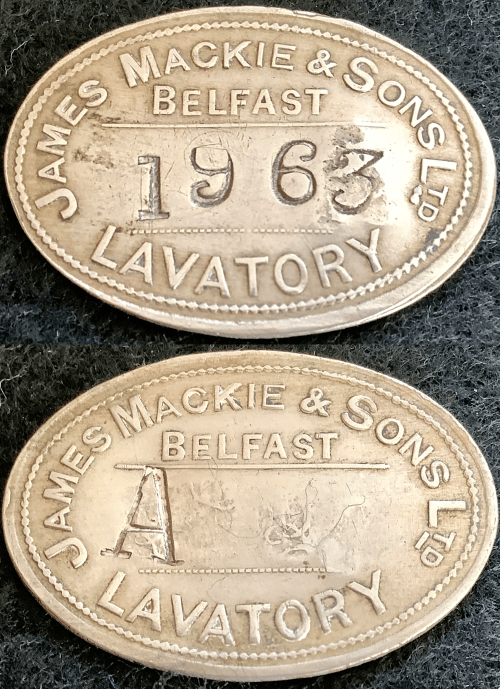 JAMES MACKIE & SONS LTD
BELFAST
1963
LAVATORY
JAMES MACKIE & SONS LTD
BELFAST
A
LAVATORY